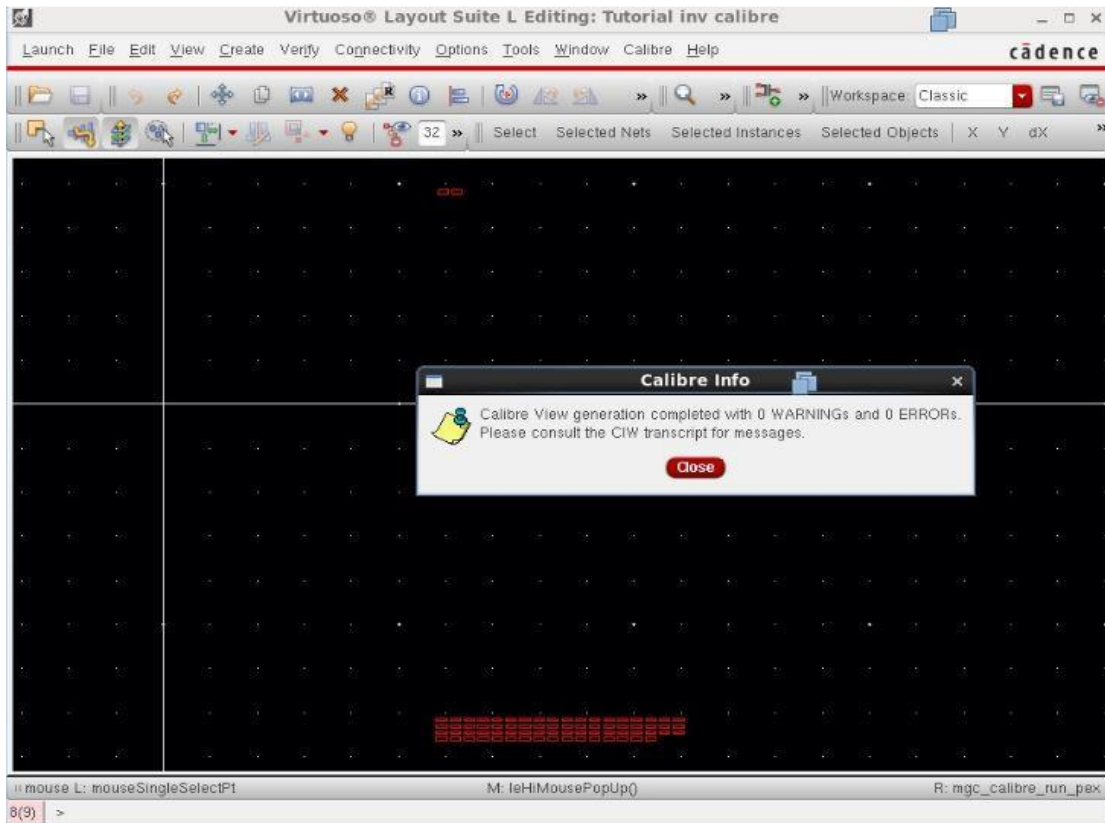 Virtuoso® Layout Suite L Editing: Tutorial inv calibre
Launch File Edit View Create Verify Connectivity Options Tools Window Calibre Help cādence
R » » » Workspace: Classic
32 » Select Selected Nets Selected Instances Selected Objects X Y dX »
Calibre Info
Calibre View generation completed with 0 WARNINGs and 0 ERRORs.
Please consult the CIW transcript for messages.
Close
mouse L: mouseSingleSelectPt M: leHiMousePopUp() R: mgc_calibre_run_pex
8(9) >